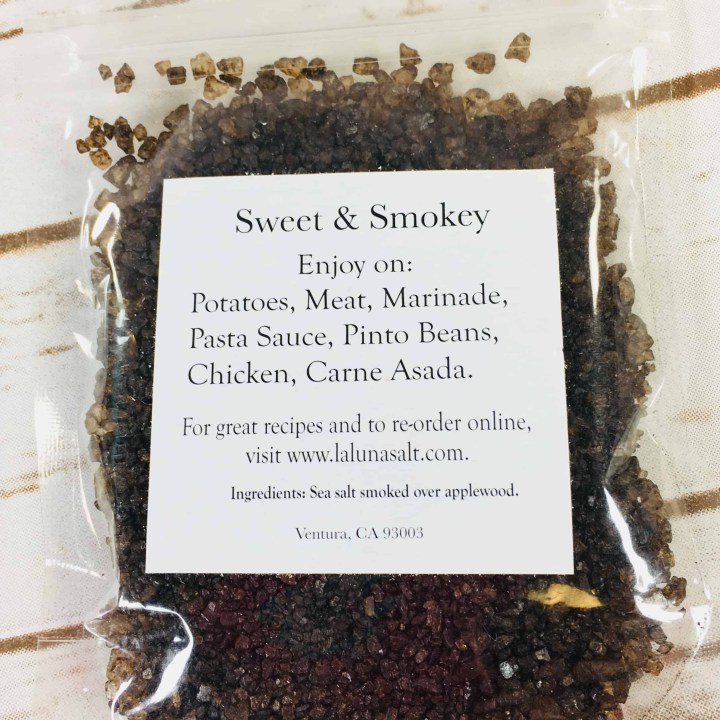 Sweet & Smokey
Enjoy on:
Potatoes, Meat, Marinade,
Pasta Sauce, Pinto Beans,
Chicken, Carne Asada.
For great recipes and to re-order online,
visit www.lalunasalt.com.
Ingredients: Sea salt smoked over applewood.
Ventura, CA 93003